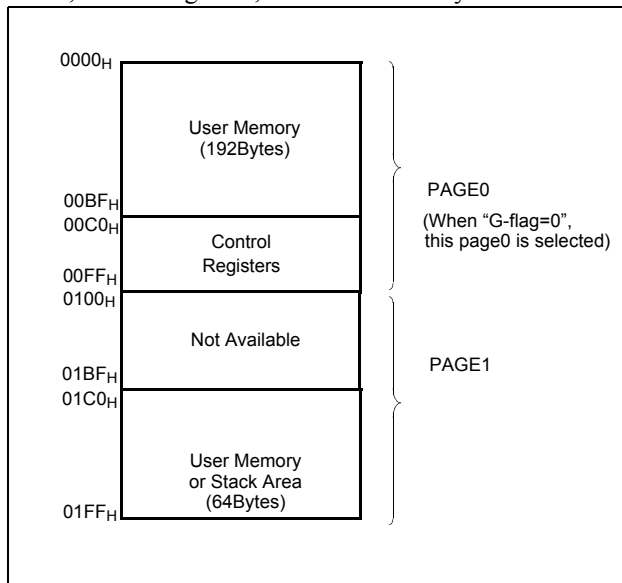 0000H
User Memory
(192Bytes)
00BFH
00C0H
Control
Registers
00FFH
PAGE0
(When “G-flag=0”,
this page0 is selected)
0100H
Not Available
01BFH
PAGE1
01C0H
User Memory
or Stack Area
(64Bytes)
01FFH